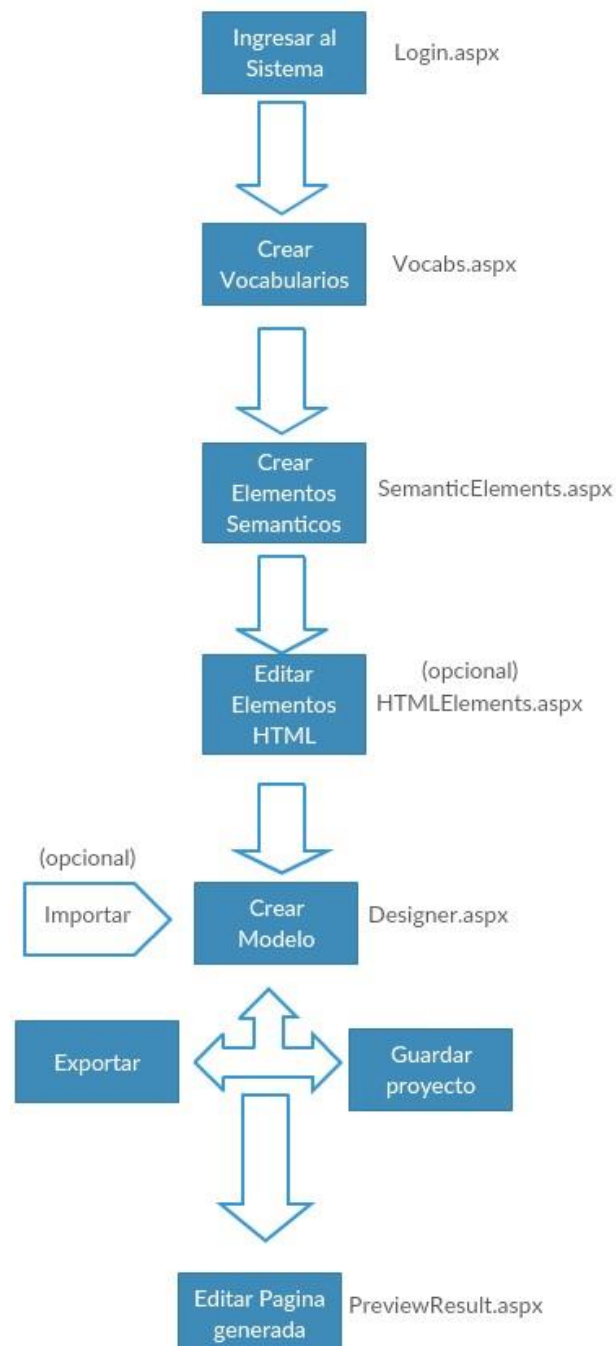 Ingresar al
Sistema
Login.aspx
Crear
Vocabularios
Vocabs.aspx
Crear
Elementos
Semanticos
SemanticElements.aspx
Editar
Elementos
HTML
(opcional)
HTMLElements.aspx
(opcional)
Importar
Crear
Modelo
Designer.aspx
Exportar
Guardar
proyecto
Editar Pagina
generada
PreviewResult.aspx